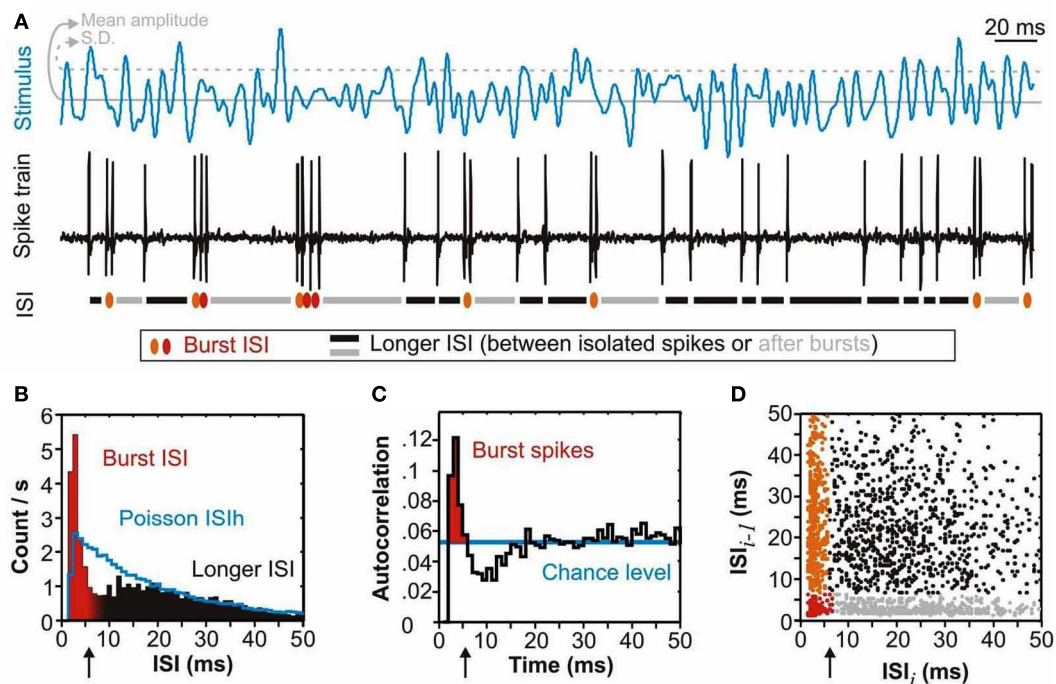 A
Mean amplitude
S.D.
20 ms
Stimulus
Spike train
ISI
Burst ISI
Longer ISI (between isolated spikes or after bursts)
B
Count / s
6
5
4
3
2
1
0
Burst ISI
Poisson ISIh
Longer ISI
0 10 20 30 40 50
ISI (ms)
C
Autocorrelation
.12
.08
.06
.04
.02
0
Burst spikes
Chance level
0 10 20 30 40 50
Time (ms)
D
ISIi-1 (ms)
50
40
30
20
10
0
0 10 20 30 40 50
ISIi (ms)